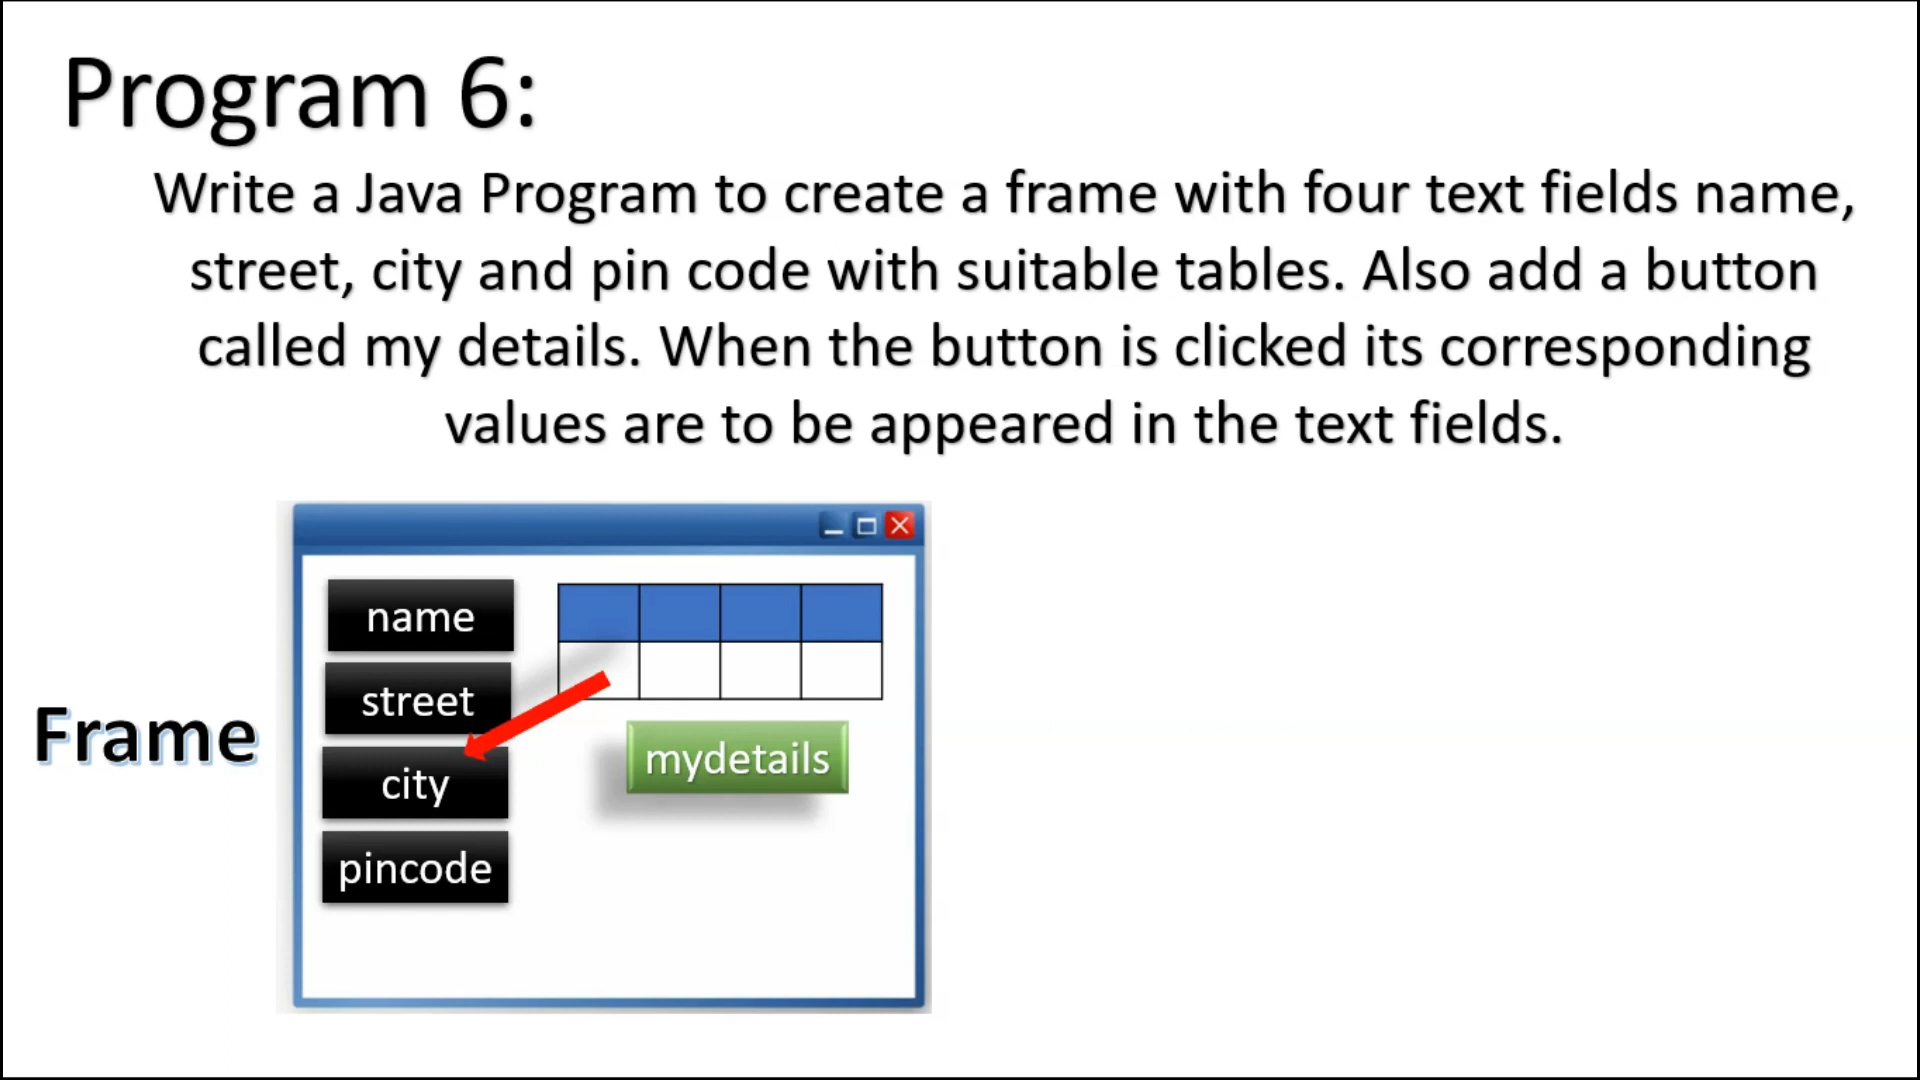 Program 6:
Write a Java Program to create a frame with four text fields name,
street, city and pin code with suitable tables. Also add a button
called my details. When the button is clicked its corresponding
values are to be appeared in the text fields.
Frame
name
street
city
pincode
mydetails